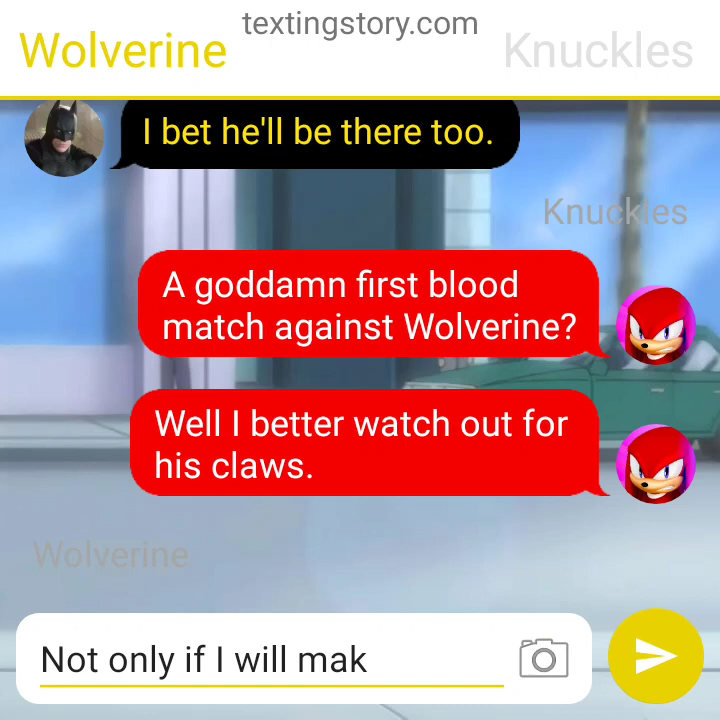 textingstory.com
Wolverine
Knuckles
I bet he'll be there too.
Knuckles
A goddamn first blood
match against Wolverine?
Well I better watch out for
his claws.
Wolverine
Not only if I will mak